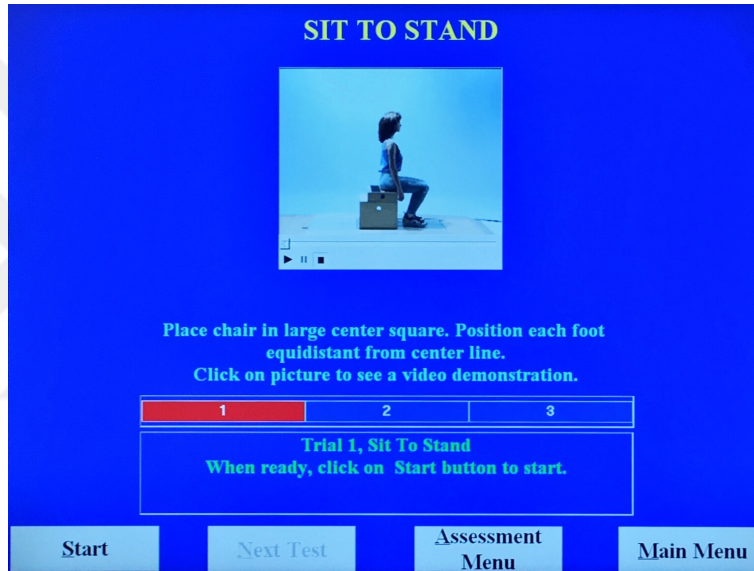 SIT TO STAND
Place chair in large center square. Position each foot
equidistant from center line.
Click on picture to see a video demonstration.
1 2 3
Trial 1, Sit To Stand
When ready, click on Start button to start.
Start Next Test Assessment Menu Main Menu